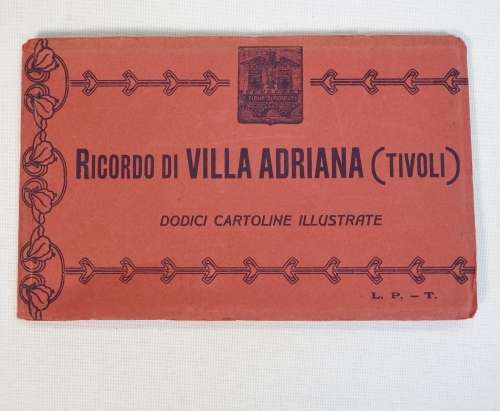 RICORDO DI VILLA ADRIANA (TIVOLI)
DODICI CARTOLINE ILLUSTRATE
L. P. – T.